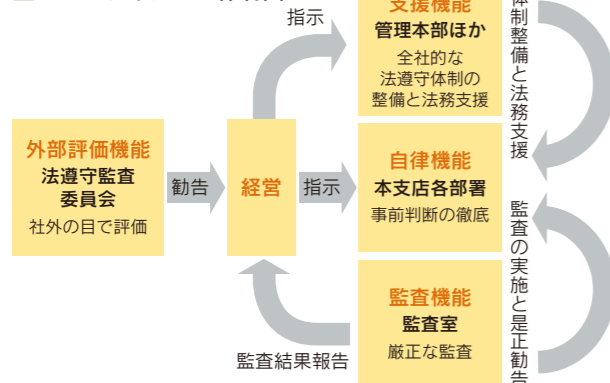 指示
支援機能
管理本部ほか
全社的な
法遵守体制の
整備と法務支援
体制整備と法務支援
外部評価機能
法遵守監査
委員会
社外の目で評価
勧告
経営
指示
自律機能
本支店各部署
事前判断の徹底
監査の実施と是正勧告
監査機能
監査室
厳正な監査
監査結果報告